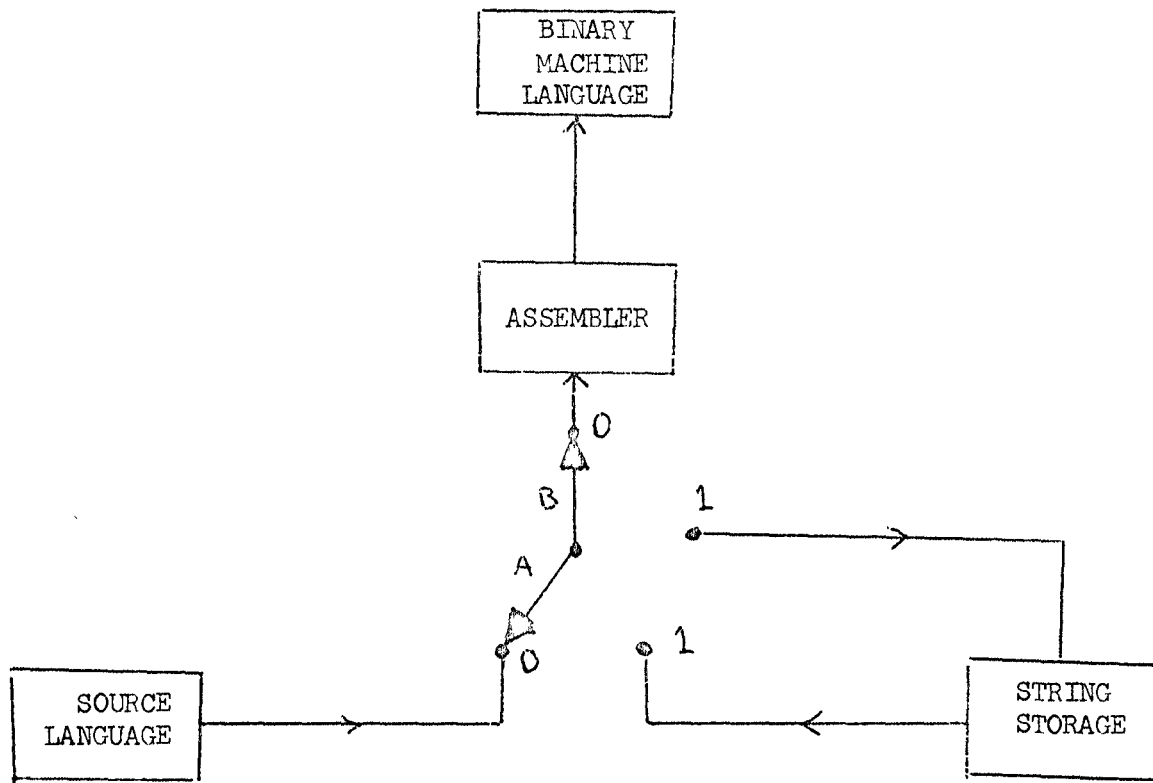 BINARY
MACHINE
LANGUAGE
ASSEMBLER
0
B
1
A
0
1
SOURCE
LANGUAGE
STRING
STORAGE